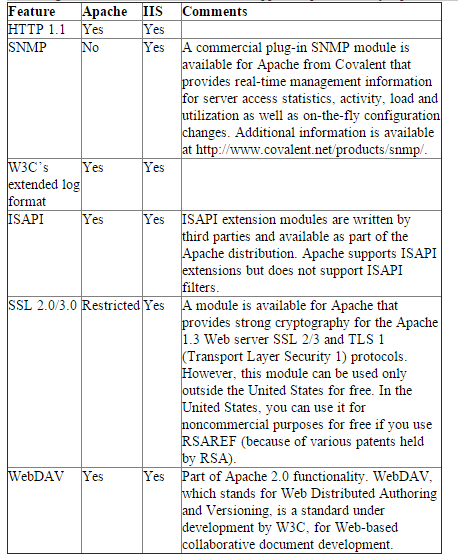 Feature Apache IIS Comments
HTTP 1.1 Yes Yes
SNMP No Yes A commercial plug-in SNMP module is
available for Apache from Covalent that
provides real-time management information
for server access statistics, activity, load and
utilization as well as on-the-fly configuration
changes. Additional information is available
at http://www.covalent.net/products/snmp/.
W3C's Yes Yes
extended log
format
ISAPI Yes Yes ISAPI extension modules are written by
third parties and available as part of the
Apache distribution. Apache supports ISAPI
extensions but does not support ISAPI
filters.
SSL 2.0/3.0 Restricted Yes A module is available for Apache that
provides strong cryptography for the Apache
1.3 Web server SSL 2/3 and TLS 1
(Transport Layer Security 1) protocols.
However, this module can be used only
outside the United States for free. In the
United States, you can use it for
noncommercial purposes for free if you use
RSAREF (because of various patents held
by RSA).
WebDAV Yes Yes Part of Apache 2.0 functionality. WebDAV,
which stands for Web Distributed Authoring
and Versioning, is a standard under
development by W3C, for Web-based
collaborative document development.